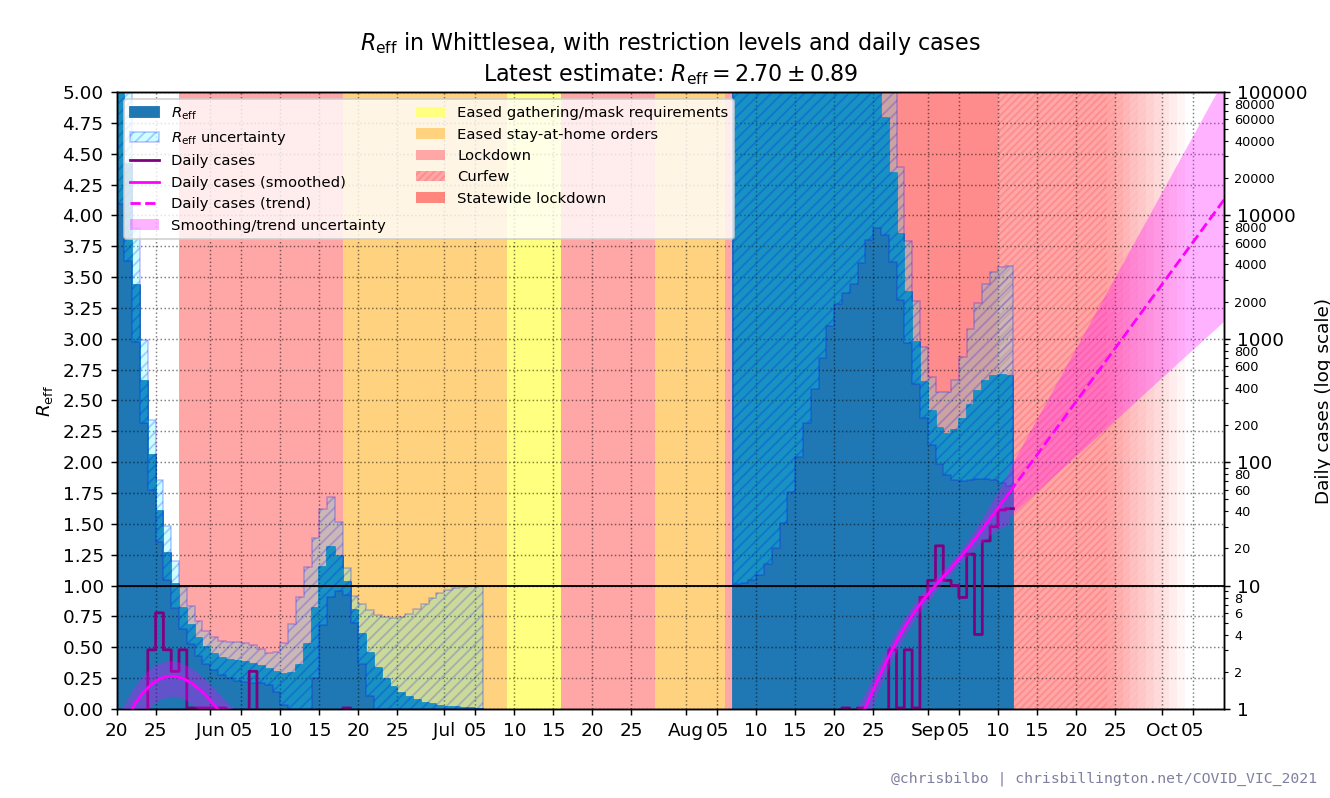 Reff in Whittlesea, with restriction levels and daily cases
Latest estimate: Reff = 2.70 ± 0.89
Reff
Reff uncertainty
Daily cases
Daily cases (smoothed)
Daily cases (trend)
Smoothing/trend uncertainty
Eased gathering/mask requirements
Eased stay-at-home orders
Lockdown
Curfew
Statewide lockdown
Reff
5.00
4.75
4.50
4.25
4.00
3.75
3.50
3.25
3.00
2.75
2.50
2.25
2.00
1.75
1.50
1.25
1.00
0.75
0.50
0.25
0.00
100000
80000
60000
40000
20000
10000
8000
6000
4000
2000
1000
800
600
400
200
100
80
60
40
20
10
8
6
4
2
1
Daily cases (log scale)
20 25 Jun 05 10 15 20 25 Jul 05 10 15 20 25 Aug 05 10 15 20 25 Sep 05 10 15 20 25 Oct 05
@chrisbilbo | chrisbillington.net/COVID_VIC_2021